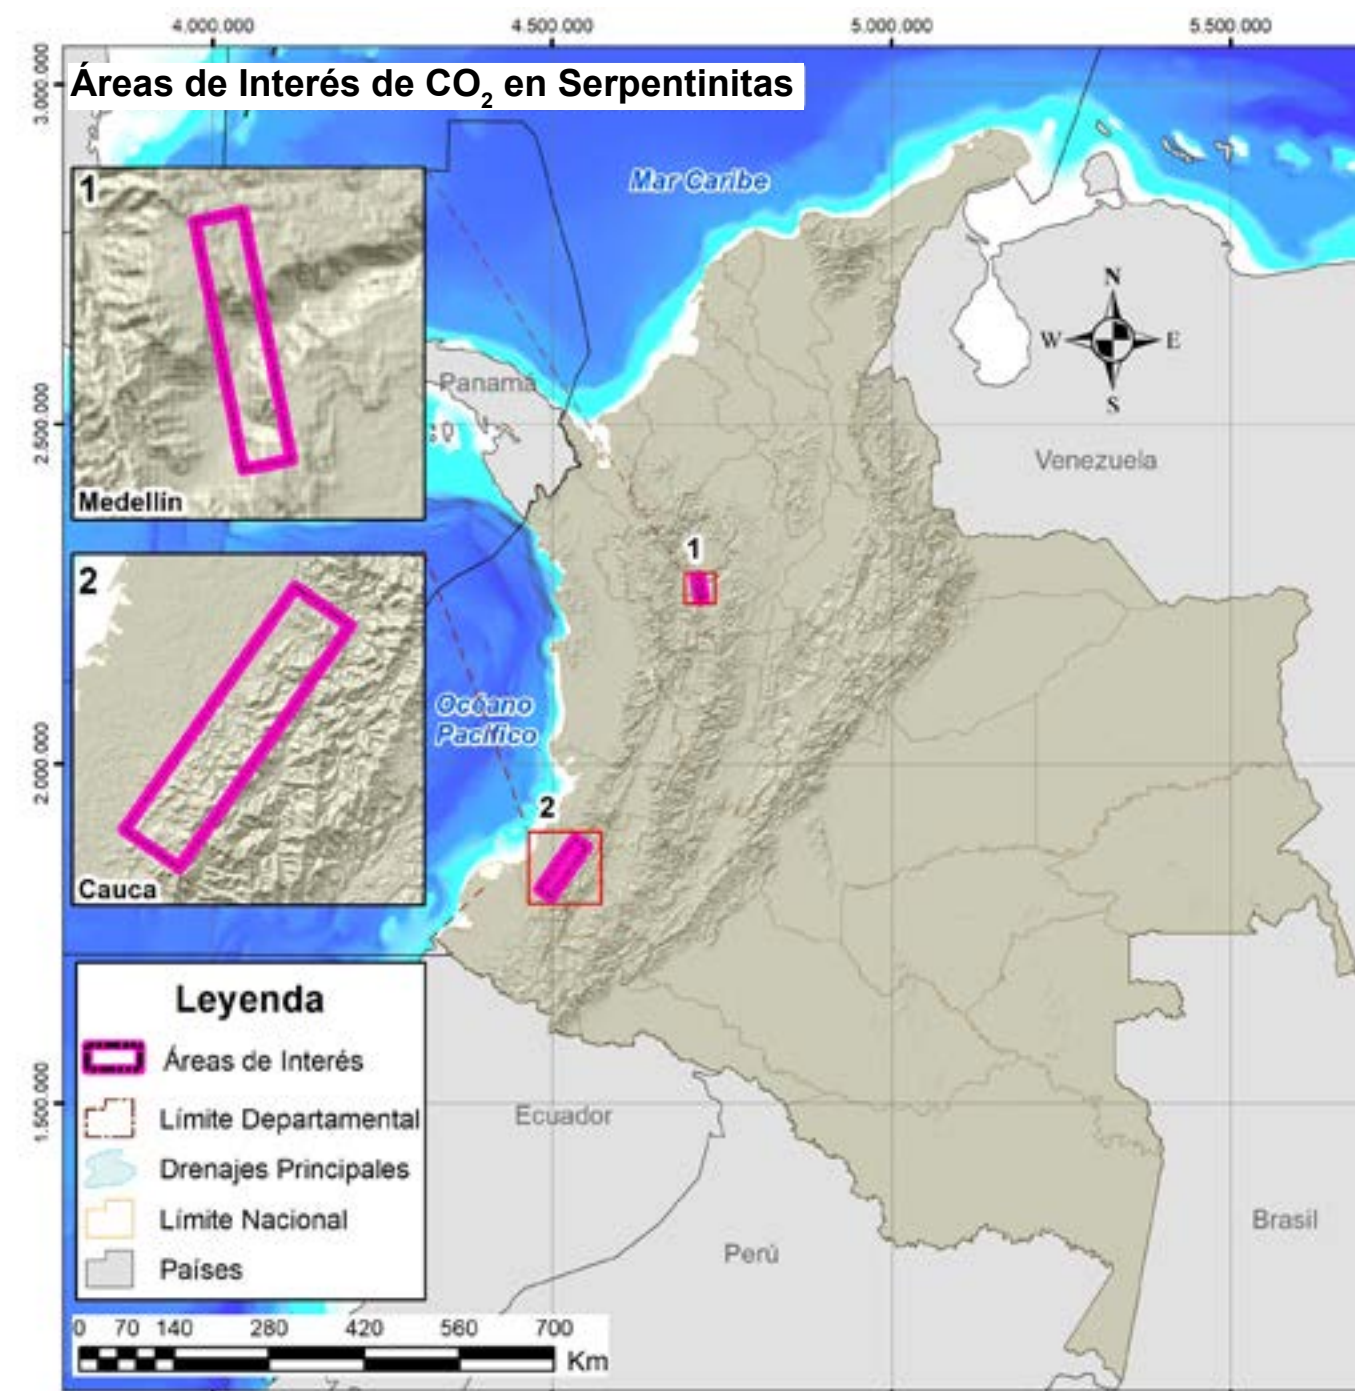 4.000.000 4.500.000 5.000.000 5.500.000
3.000.000
2.500.000
2.000.000
1.500.000
Áreas de Interés de CO₂ en Serpentinitas
1
Medellín
2
Cauca
Mar Caribe
Panamá
N
W E
S
Venezuela
1
Océano
Pacífico
2
Ecuador
Perú
Brasil
Leyenda
Áreas de Interés
Límite Departamental
Drenajes Principales
Límite Nacional
Países
0 70 140 280 420 560 700
Km